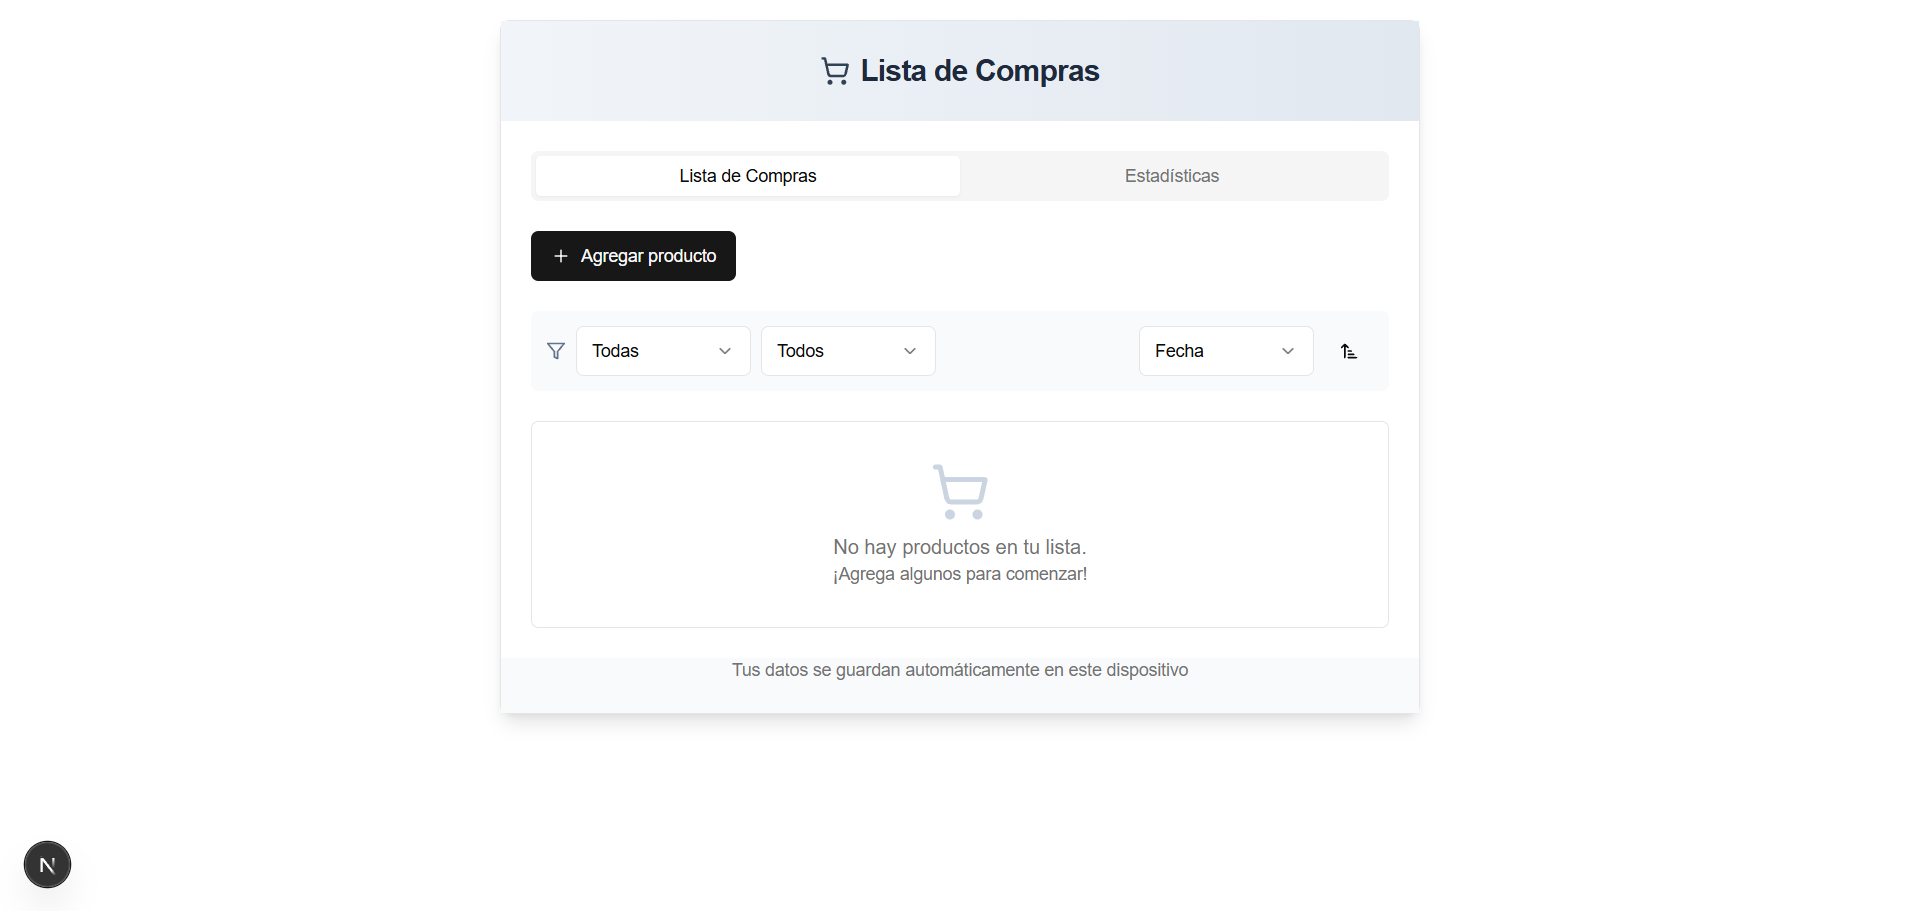 Lista de Compras
Lista de Compras
Estadísticas
Agregar producto
Todas
Todos
Fecha
No hay productos en tu lista.
¡Agrega algunos para comenzar!
Tus datos se guardan automáticamente en este dispositivo
N